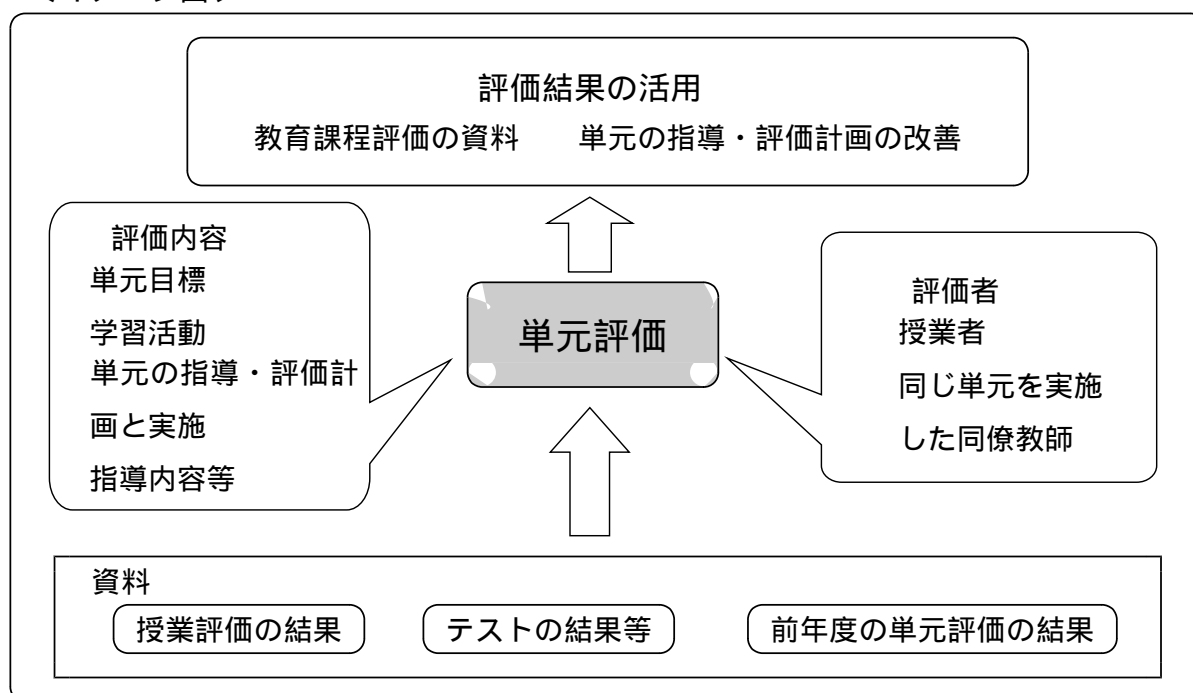 評価結果の活用
教育課程評価の資料　　単元の指導・評価計画の改善
評価内容
単元目標
学習活動
単元の指導・評価計
画と実施
指導内容等
単元評価
評価者
授業者
同じ単元を実施
した同僚教師
資料
授業評価の結果
テストの結果等
前年度の単元評価の結果